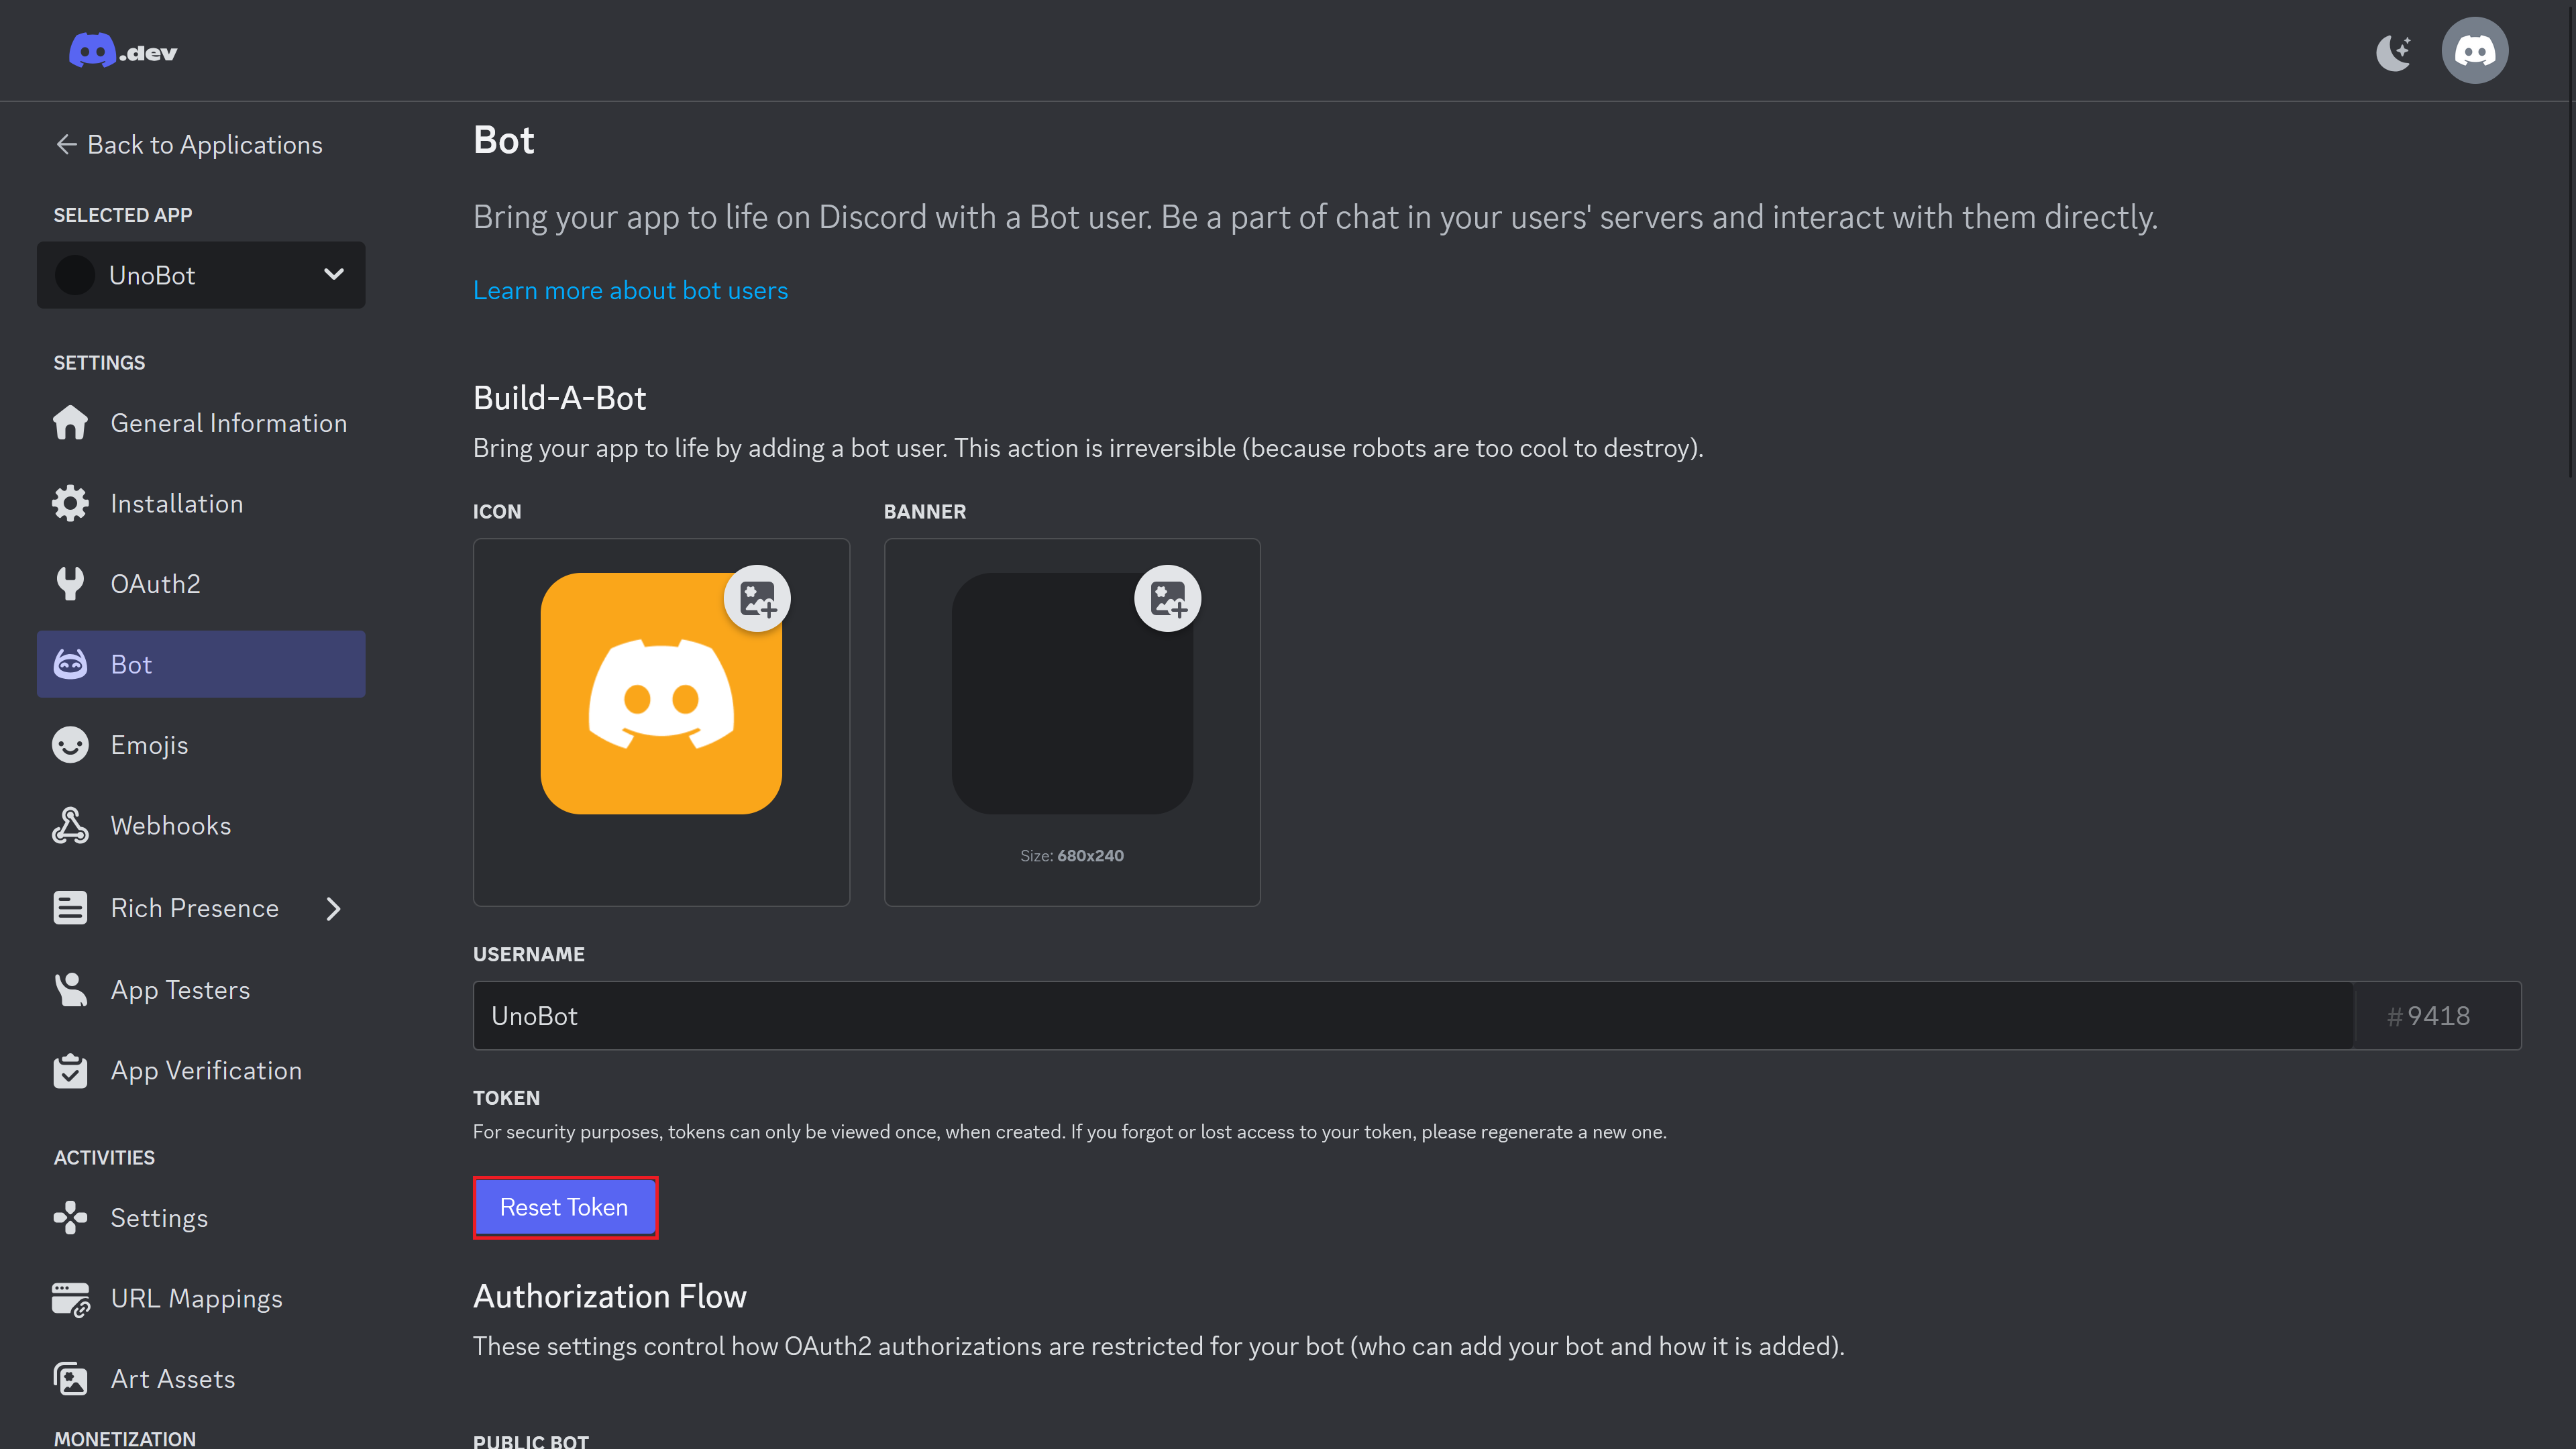 .dev
Back to Applications
SELECTED APP
UnoBot
SETTINGS
General Information
Installation
OAuth2
Bot
Emojis
Webhooks
Rich Presence
App Testers
App Verification
ACTIVITIES
Settings
URL Mappings
Art Assets
MONETIZATION
Bot
Bring your app to life on Discord with a Bot user. Be a part of chat in your users' servers and interact with them directly.
Learn more about bot users
Build-A-Bot
Bring your app to life by adding a bot user. This action is irreversible (because robots are too cool to destroy).
ICON
BANNER
Size: 680x240
USERNAME
UnoBot
#9418
TOKEN
For security purposes, tokens can only be viewed once, when created. If you forgot or lost access to your token, please regenerate a new one.
Reset Token
Authorization Flow
These settings control how OAuth2 authorizations are restricted for your bot (who can add your bot and how it is added).
PUBLIC BOT